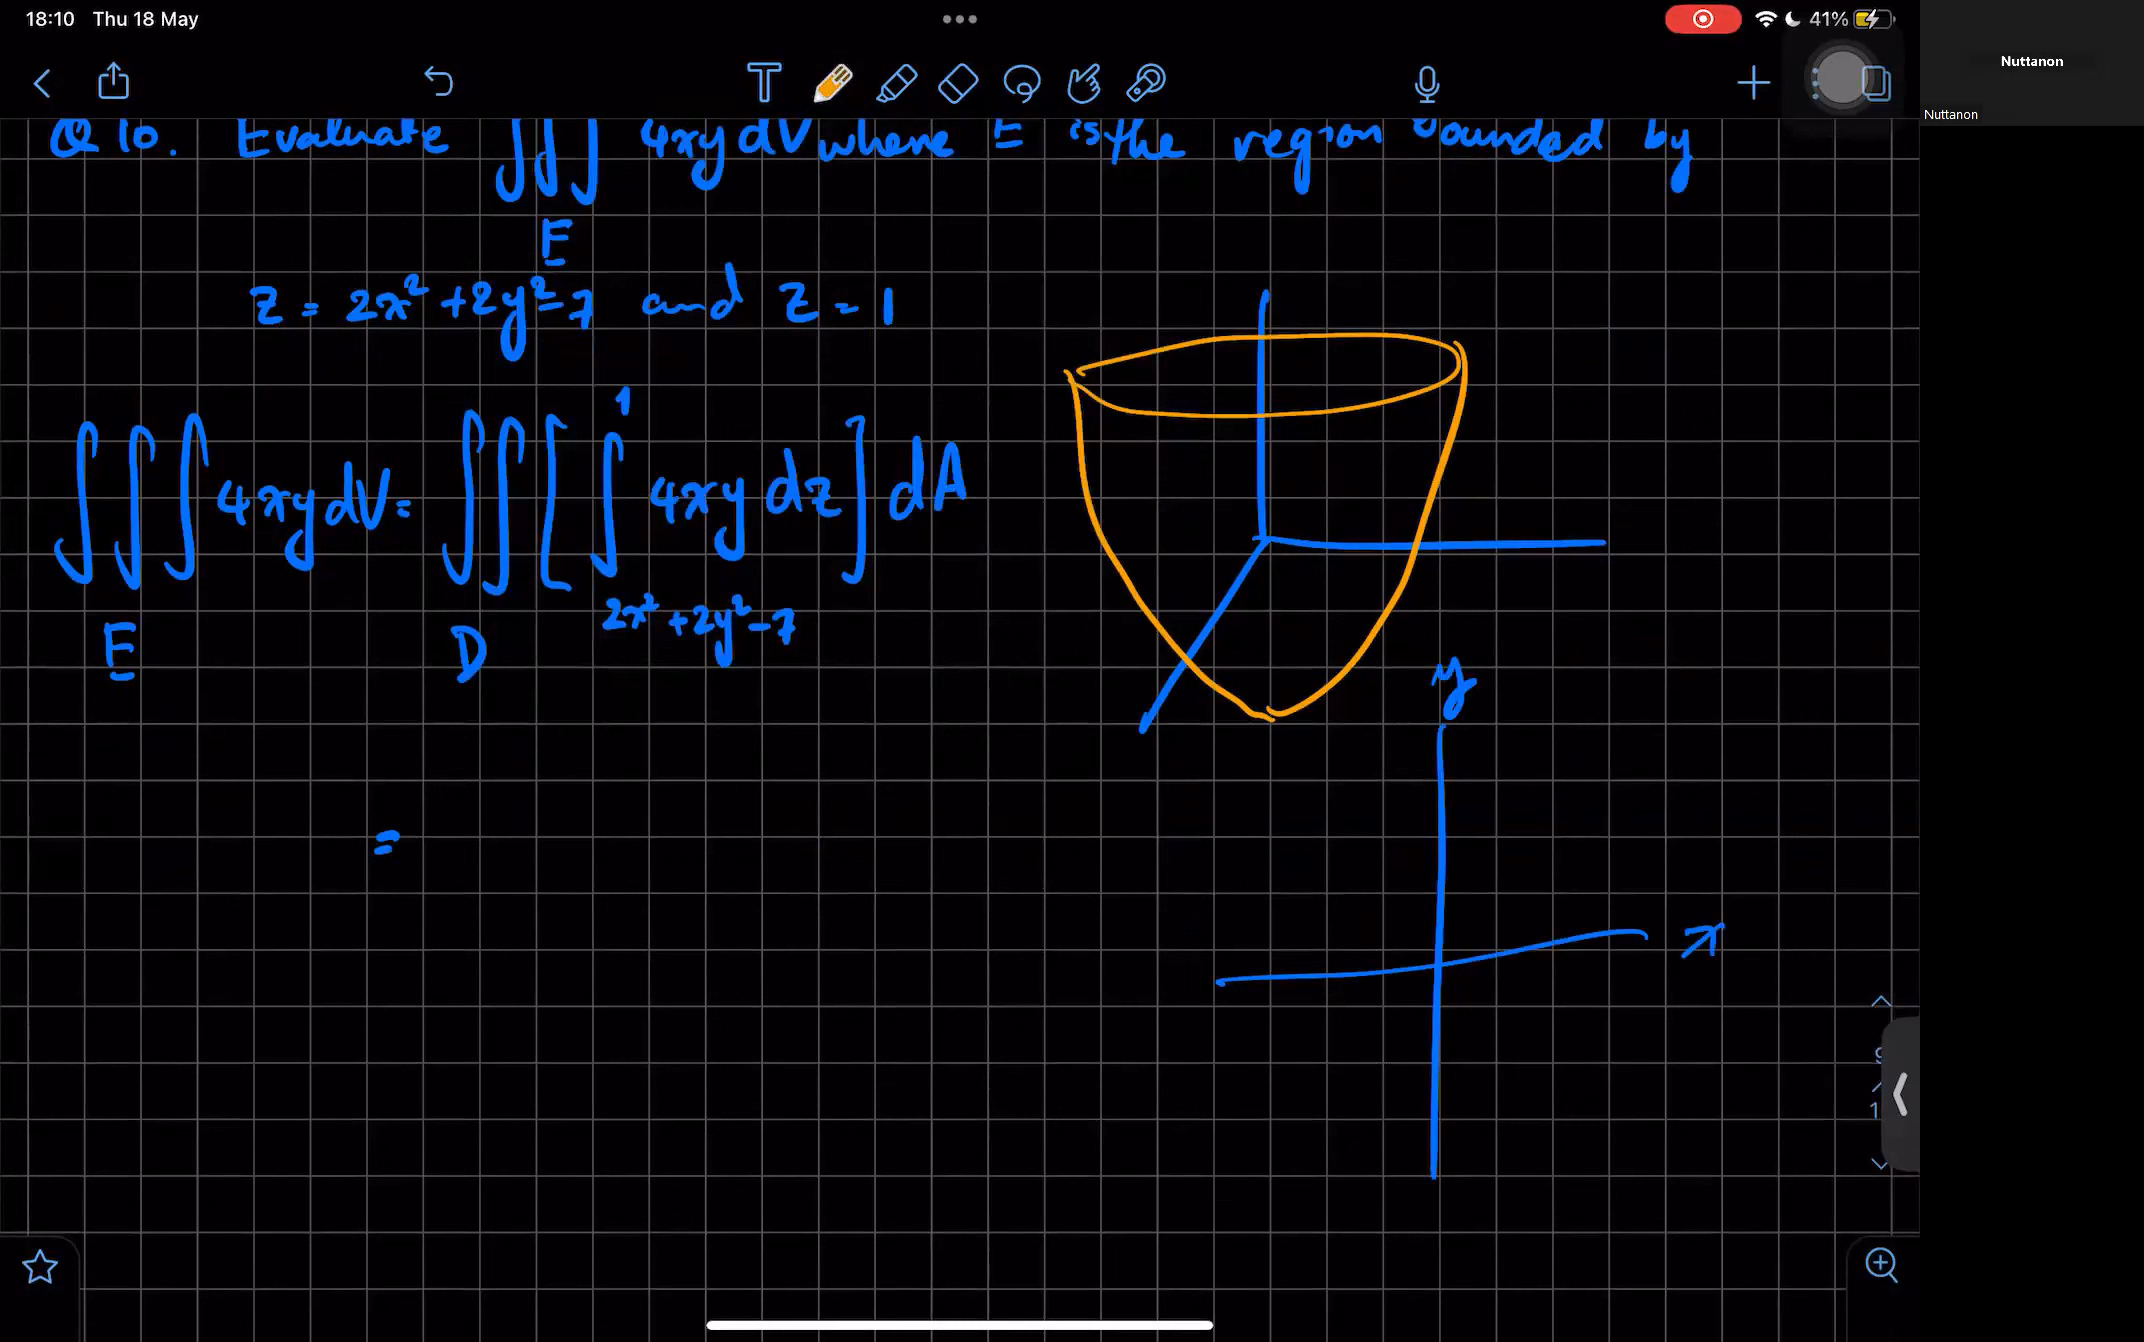 18:10 Thu 18 May
41%
Nuttanon
Nuttanon
Q10. Evaluate ∭ 4xy dV where E is the region bounded by
E
z = 2x² + 2y² - 7 and z = 1
∭ 4xy dV = ∬ [ ∫ 4xy dz ] dA
1
E D 2x² + 2y² - 7
y
=